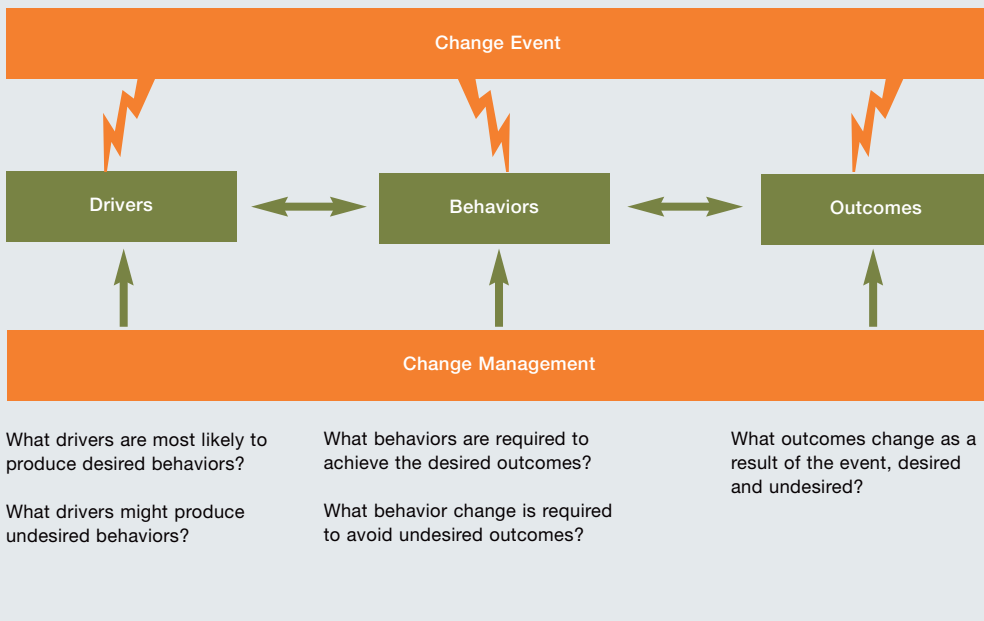 Change Event
Drivers
Behaviors
Outcomes
Change Management
What drivers are most likely to
produce desired behaviors?
What drivers might produce
undesired behaviors?
What behaviors are required to
achieve the desired outcomes?
What behavior change is required
to avoid undesired outcomes?
What outcomes change as a
result of the event, desired
and undesired?